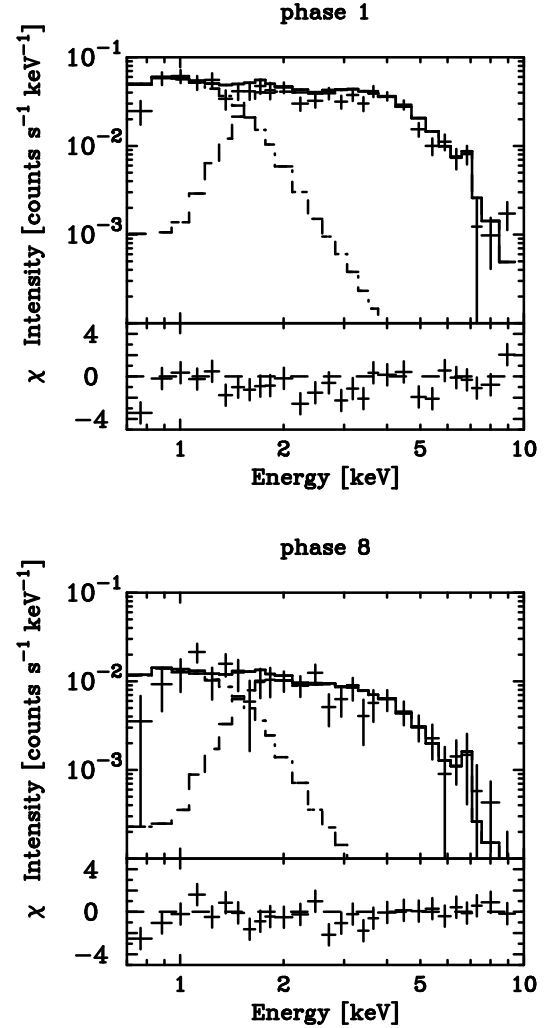 phase 1
10⁻¹
10⁻²
10⁻³
Intensity [counts s⁻¹ keV⁻¹]
4
0
−4
χ
1 2 5 10
Energy [keV]
phase 8
10⁻¹
10⁻²
10⁻³
Intensity [counts s⁻¹ keV⁻¹]
4
0
−4
χ
1 2 5 10
Energy [keV]